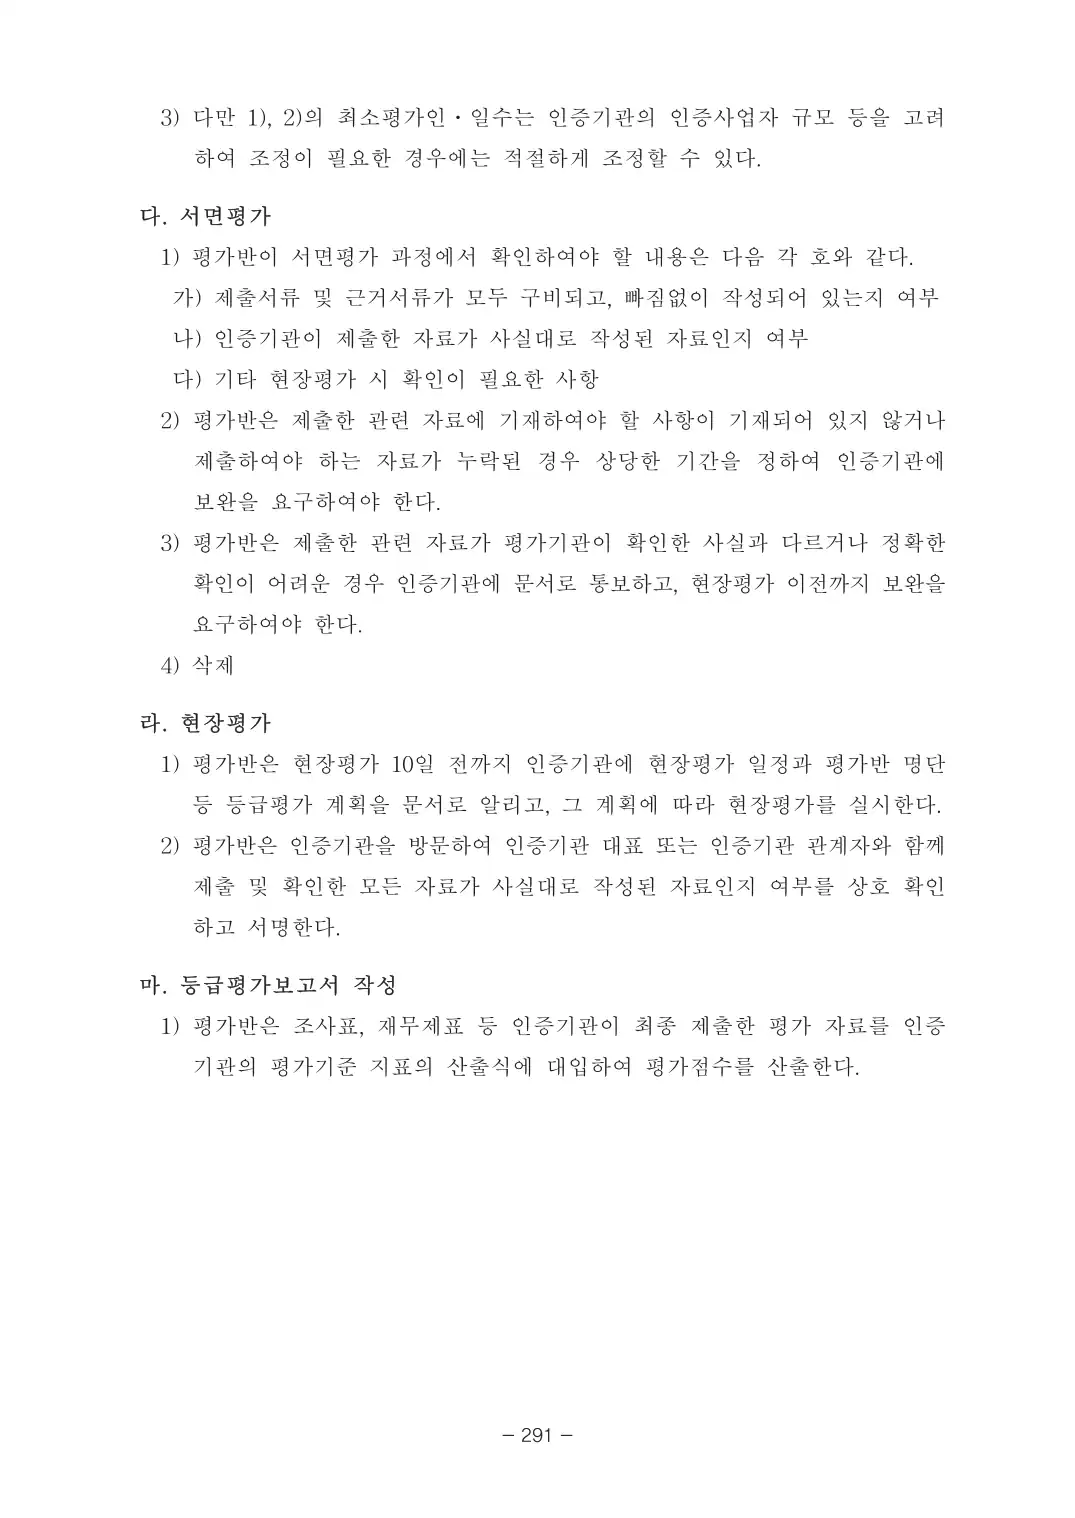 3) 다만 1), 2)의 최소평가인・일수는 인증기관의 인증사업자 규모 등을 고려
하여 조정이 필요한 경우에는 적절하게 조정할 수 있다.
다. 서면평가
1) 평가반이 서면평가 과정에서 확인하여야 할 내용은 다음 각 호와 같다.
가) 제출서류 및 근거서류가 모두 구비되고, 빠짐없이 작성되어 있는지 여부
나) 인증기관이 제출한 자료가 사실대로 작성된 자료인지 여부
다) 기타 현장평가 시 확인이 필요한 사항
2) 평가반은 제출한 관련 자료에 기재하여야 할 사항이 기재되어 있지 않거나
제출하여야 하는 자료가 누락된 경우 상당한 기간을 정하여 인증기관에
보완을 요구하여야 한다.
3) 평가반은 제출한 관련 자료가 평가기관이 확인한 사실과 다르거나 정확한
확인이 어려운 경우 인증기관에 문서로 통보하고, 현장평가 이전까지 보완을
요구하여야 한다.
4) 삭제
라. 현장평가
1) 평가반은 현장평가 10일 전까지 인증기관에 현장평가 일정과 평가반 명단
등 등급평가 계획을 문서로 알리고, 그 계획에 따라 현장평가를 실시한다.
2) 평가반은 인증기관을 방문하여 인증기관 대표 또는 인증기관 관계자와 함께
제출 및 확인한 모든 자료가 사실대로 작성된 자료인지 여부를 상호 확인
하고 서명한다.
마. 등급평가보고서 작성
1) 평가반은 조사표, 재무제표 등 인증기관이 최종 제출한 평가 자료를 인증
기관의 평가기준 지표의 산출식에 대입하여 평가점수를 산출한다.
– 291 –